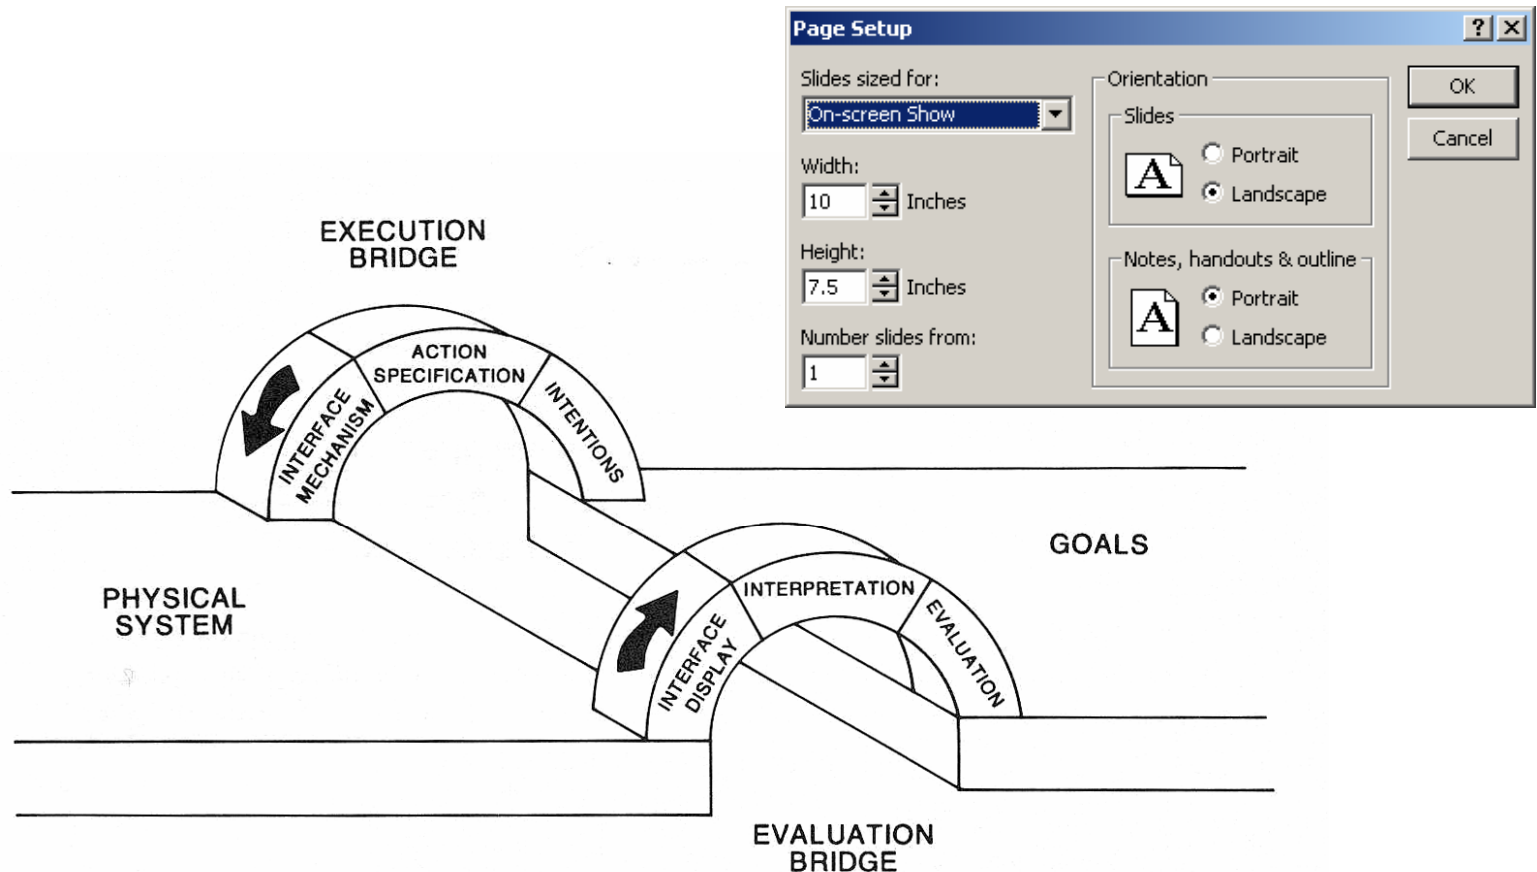 Page Setup
Slides sized for:
On-screen Show
Width:
10 Inches
Height:
7.5 Inches
Number slides from:
1
Orientation
Slides
A
Portrait
Landscape
Notes, handouts & outline
A
Portrait
Landscape
OK
Cancel
EXECUTION
BRIDGE
INTERFACE
MECHANISM
ACTION
SPECIFICATION
INTENTIONS
PHYSICAL
SYSTEM
GOALS
INTERFACE
DISPLAY
INTERPRETATION
EVALUATION
EVALUATION
BRIDGE